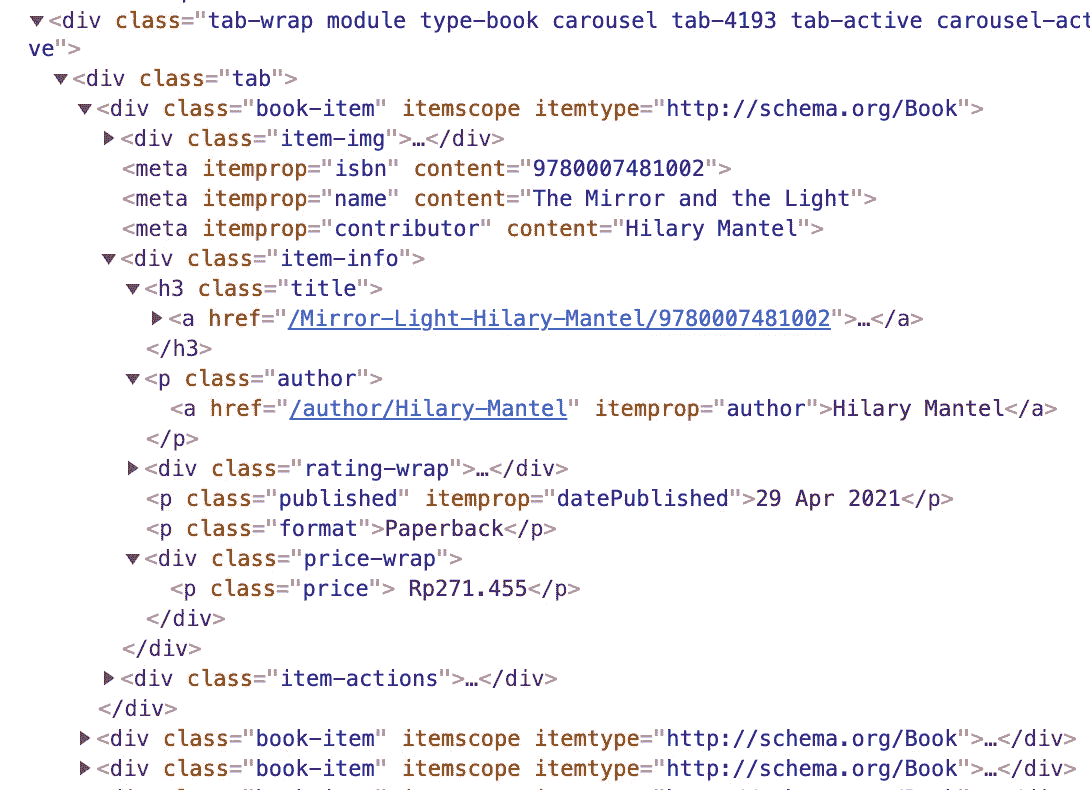 <div class="tab-wrap module type-book carousel tab-4193 tab-active carousel-act
ve">
<div class="tab">
<div class="book-item" itemscope itemtype="http://schema.org/Book">
<div class="item-img">…</div>
<meta itemprop="isbn" content="9780007481002">
<meta itemprop="name" content="The Mirror and the Light">
<meta itemprop="contributor" content="Hilary Mantel">
<div class="item-info">
<h3 class="title">
<a href="/Mirror-Light-Hilary-Mantel/9780007481002">…</a>
</h3>
<p class="author">
<a href="/author/Hilary-Mantel" itemprop="author">Hilary Mantel</a>
</p>
<div class="rating-wrap">…</div>
<p class="published" itemprop="datePublished">29 Apr 2021</p>
<p class="format">Paperback</p>
<div class="price-wrap">
<p class="price"> Rp271.455</p>
</div>
</div>
<div class="item-actions">…</div>
</div>
<div class="book-item" itemscope itemtype="http://schema.org/Book">…</div>
<div class="book-item" itemscope itemtype="http://schema.org/Book">…</div>